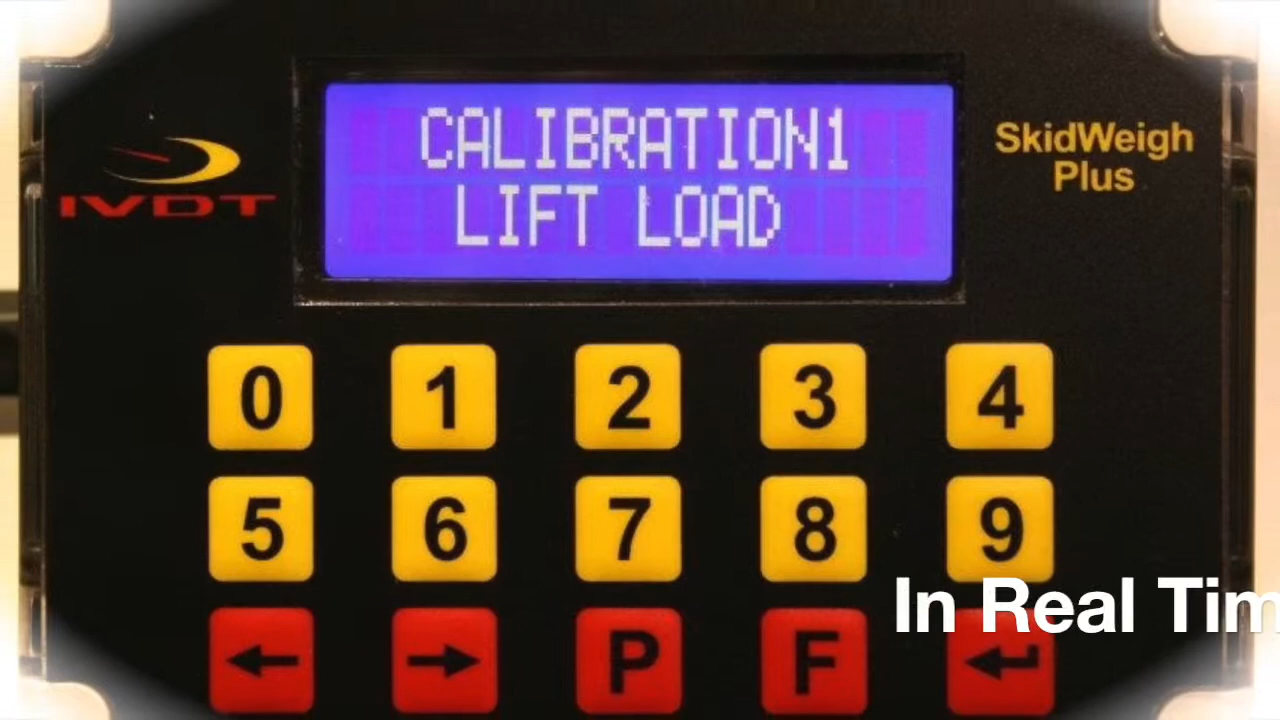 CALIBRATION1
LIFT LOAD
IVDT
SkidWeigh
Plus
0 1 2 3 4
5 6 7 8 9
← → P F ↵
In Real Tim